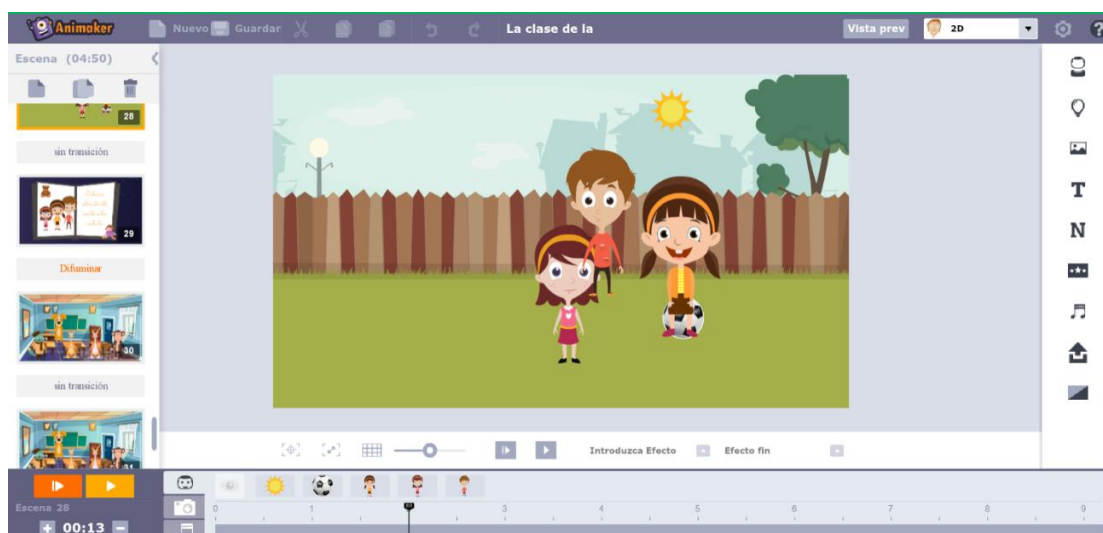 Animaker
Nuevo Guardar
La clase de la
Vista prev
2D
Escena (04:50)
28
sin transición
29
Difuminar
30
sin transición
T
N
Introduzca Efecto
Efecto fin
Escena 28
00:13
0 1 3 4 5 6 7 8 9